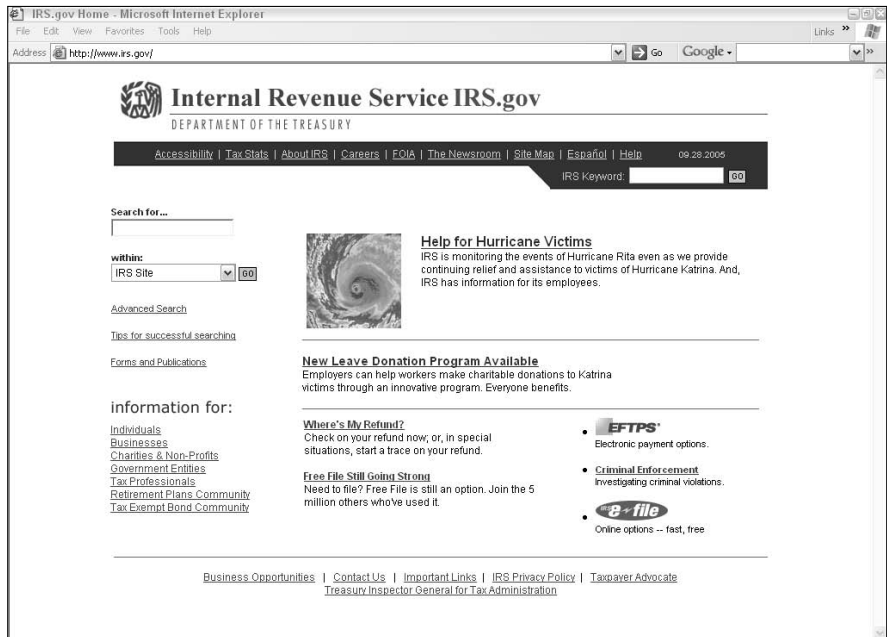 IRS.gov Home - Microsoft Internet Explorer
File Edit View Favorites Tools Help
Links »
Address http://www.irs.gov/
Go Google »
Internal Revenue Service IRS.gov
DEPARTMENT OF THE TREASURY
Accessibility | Tax Stats | About IRS | Careers | FOIA | The Newsroom | Site Map | Español | Help 09.28.2005
IRS Keyword: GO
Search for...
within:
IRS Site GO
Advanced Search
Tips for successful searching
Forms and Publications
information for:
Individuals
Businesses
Charities & Non-Profits
Government Entities
Tax Professionals
Retirement Plans Community
Tax Exempt Bond Community
Help for Hurricane Victims
IRS is monitoring the events of Hurricane Rita even as we provide
continuing relief and assistance to victims of Hurricane Katrina. And,
IRS has information for its employees.
New Leave Donation Program Available
Employers can help workers make charitable donations to Katrina
victims through an innovative program. Everyone benefits.
Where's My Refund?
Check on your refund now; or, in special
situations, start a trace on your refund.
Free File Still Going Strong
Need to file? Free File is still an option. Join the 5
million others who've used it.
EFTPS
Electronic payment options.
Criminal Enforcement
Investigating criminal violations.
IRS e-file
Online options -- fast, free
Business Opportunities | Contact Us | Important Links | IRS Privacy Policy | Taxpayer Advocate
Treasury Inspector General for Tax Administration